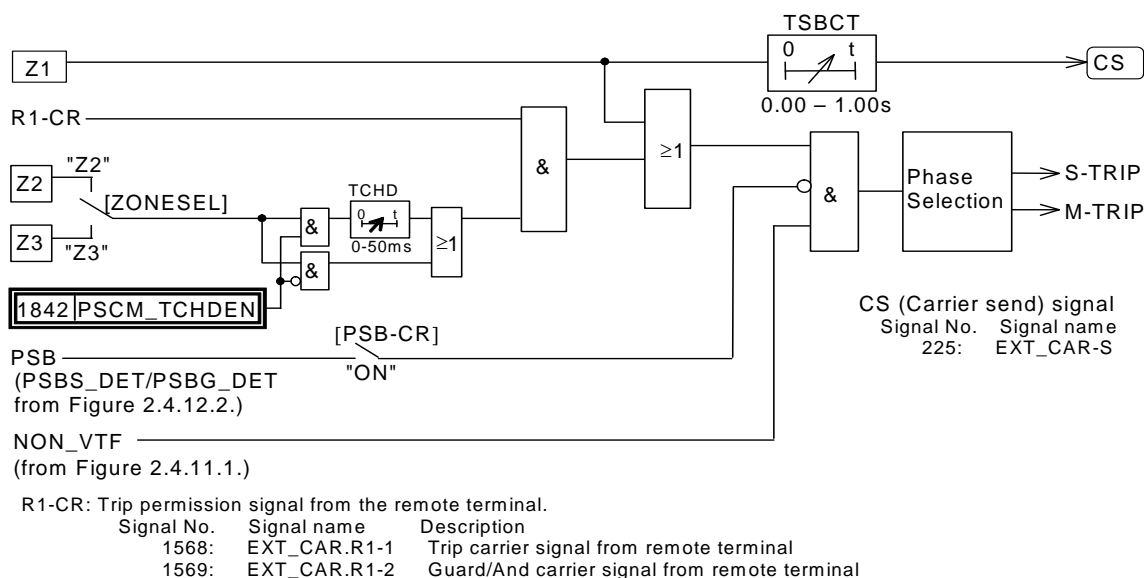 TSBCT
0 t
Z1
CS
0.00 – 1.00s
R1-CR
& ≥1
Z2 "Z2"
[ZONESEL]
TCHD
0 t
0-50ms
Z3 "Z3"
& ≥1
&
&
Phase
Selection
S-TRIP
M-TRIP
1842 PSCM_TCHDEN
PSB
[PSB-CR]
"ON"
(PSBS_DET/PSBG_DET
from Figure 2.4.12.2.)
CS (Carrier send) signal
Signal No. Signal name
225: EXT_CAR-S
NON_VTF
(from Figure 2.4.11.1.)
R1-CR: Trip permission signal from the remote terminal.
Signal No. Signal name Description
1568: EXT_CAR.R1-1 Trip carrier signal from remote terminal
1569: EXT_CAR.R1-2 Guard/And carrier signal from remote terminal